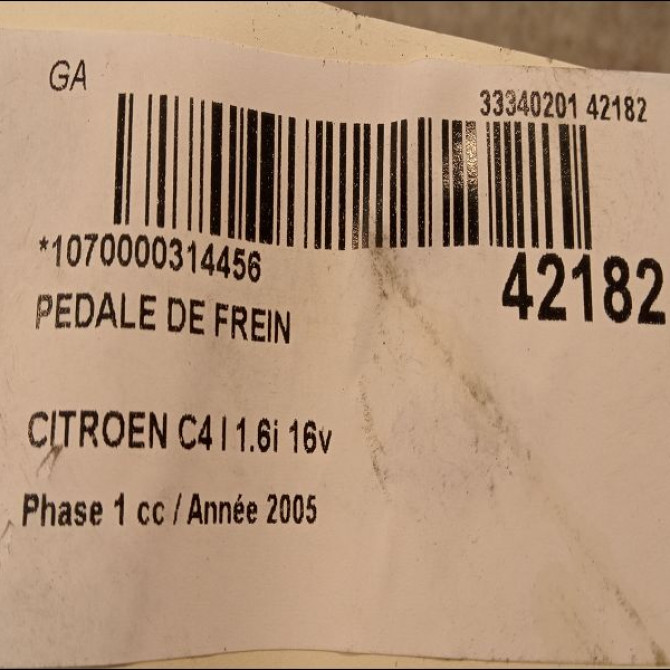 GA
33340201 42182
*1070000314456
42182
PEDALE DE FREIN
CITROEN C4 I 1.6i 16v
Phase 1 cc / Année 2005